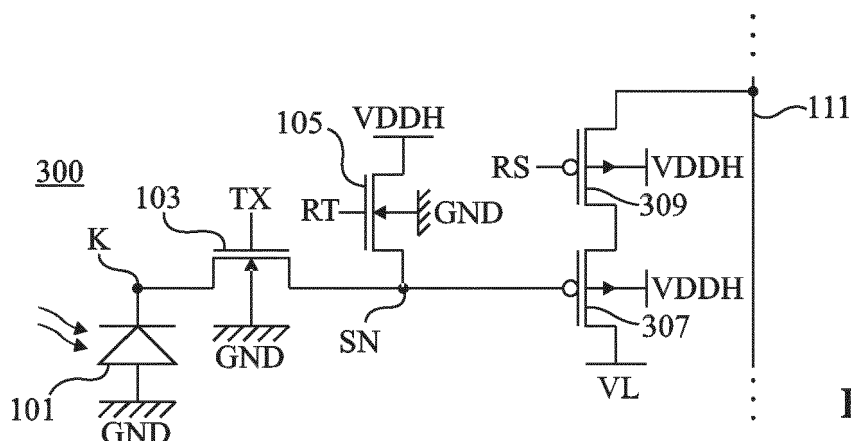 105
VDDH
111
300
103
TX
RT
GND
RS
VDDH
309
K
SN
VDDH
307
GND
VL
101
GND